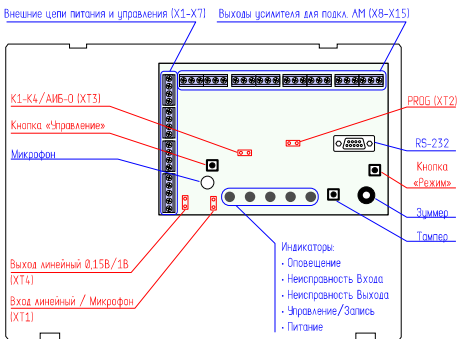 Внешние цепи питания и управления (X1-X7)
Выходы усилителя для подкл. АМ (X8-X15)
K1-K4/АИБ-0 (XT3)
PROG (XT2)
Кнопка «Управление»
RS-232
Микрофон
Кнопка
«Режим»
Зуммер
Тампер
Выход линейный 0,15В/1В
(XT4)
Вход линейный / Микрофон
(XT1)
Индикаторы:
- Оповещение
- Неисправность Входа
- Неисправность Выхода
- Управление/Запись
- Питание